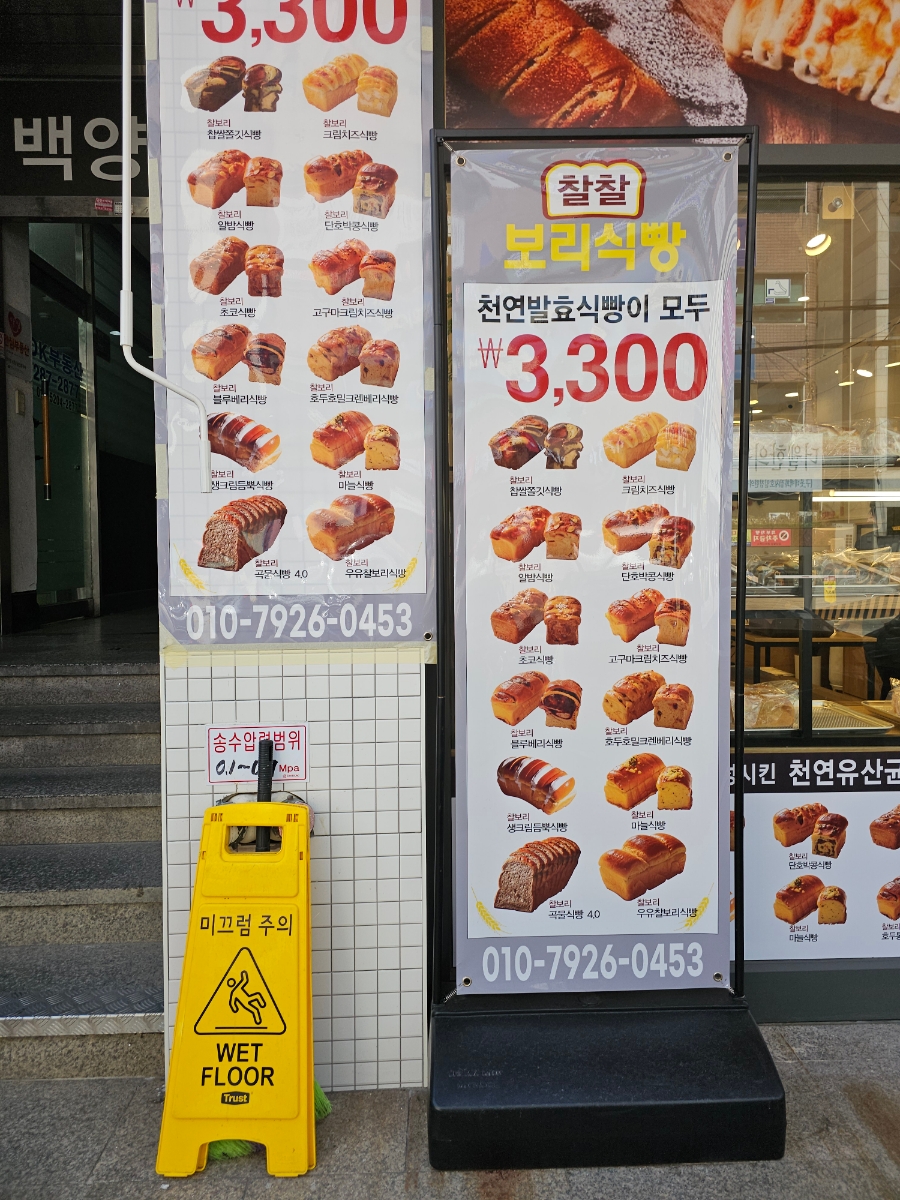 백양
₩3,300
찰보리
찹쌀쫄깃식빵
찰보리
크림치즈식빵
찰보리
알밤식빵
찰보리
단호박콩식빵
찰보리
초코식빵
찰보리
고구마크림치즈식빵
찰보리
블루베리식빵
찰보리
호두호밀크렌베리식빵
찰보리
생크림듬뿍식빵
찰보리
마늘식빵
찰보리
곡물식빵 4.0
찰보리
우유찰보리식빵
010-7926-0453
송수압력범위
Mpa
미끄럼 주의
WET
FLOOR
Trust
찰찰
보리식빵
천연발효식빵이 모두
₩3,300
찰보리
찹쌀쫄깃식빵
찰보리
크림치즈식빵
찰보리
알밤식빵
찰보리
단호박콩식빵
찰보리
초코식빵
찰보리
고구마크림치즈식빵
찰보리
블루베리식빵
찰보리
호두호밀크렌베리식빵
찰보리
생크림듬뿍식빵
찰보리
마늘식빵
찰보리
곡물식빵 4.0
찰보리
우유찰보리식빵
010-7926-0453
시킨 천연유산균
찰보리
단호박콩식빵
찰보리
마늘식빵